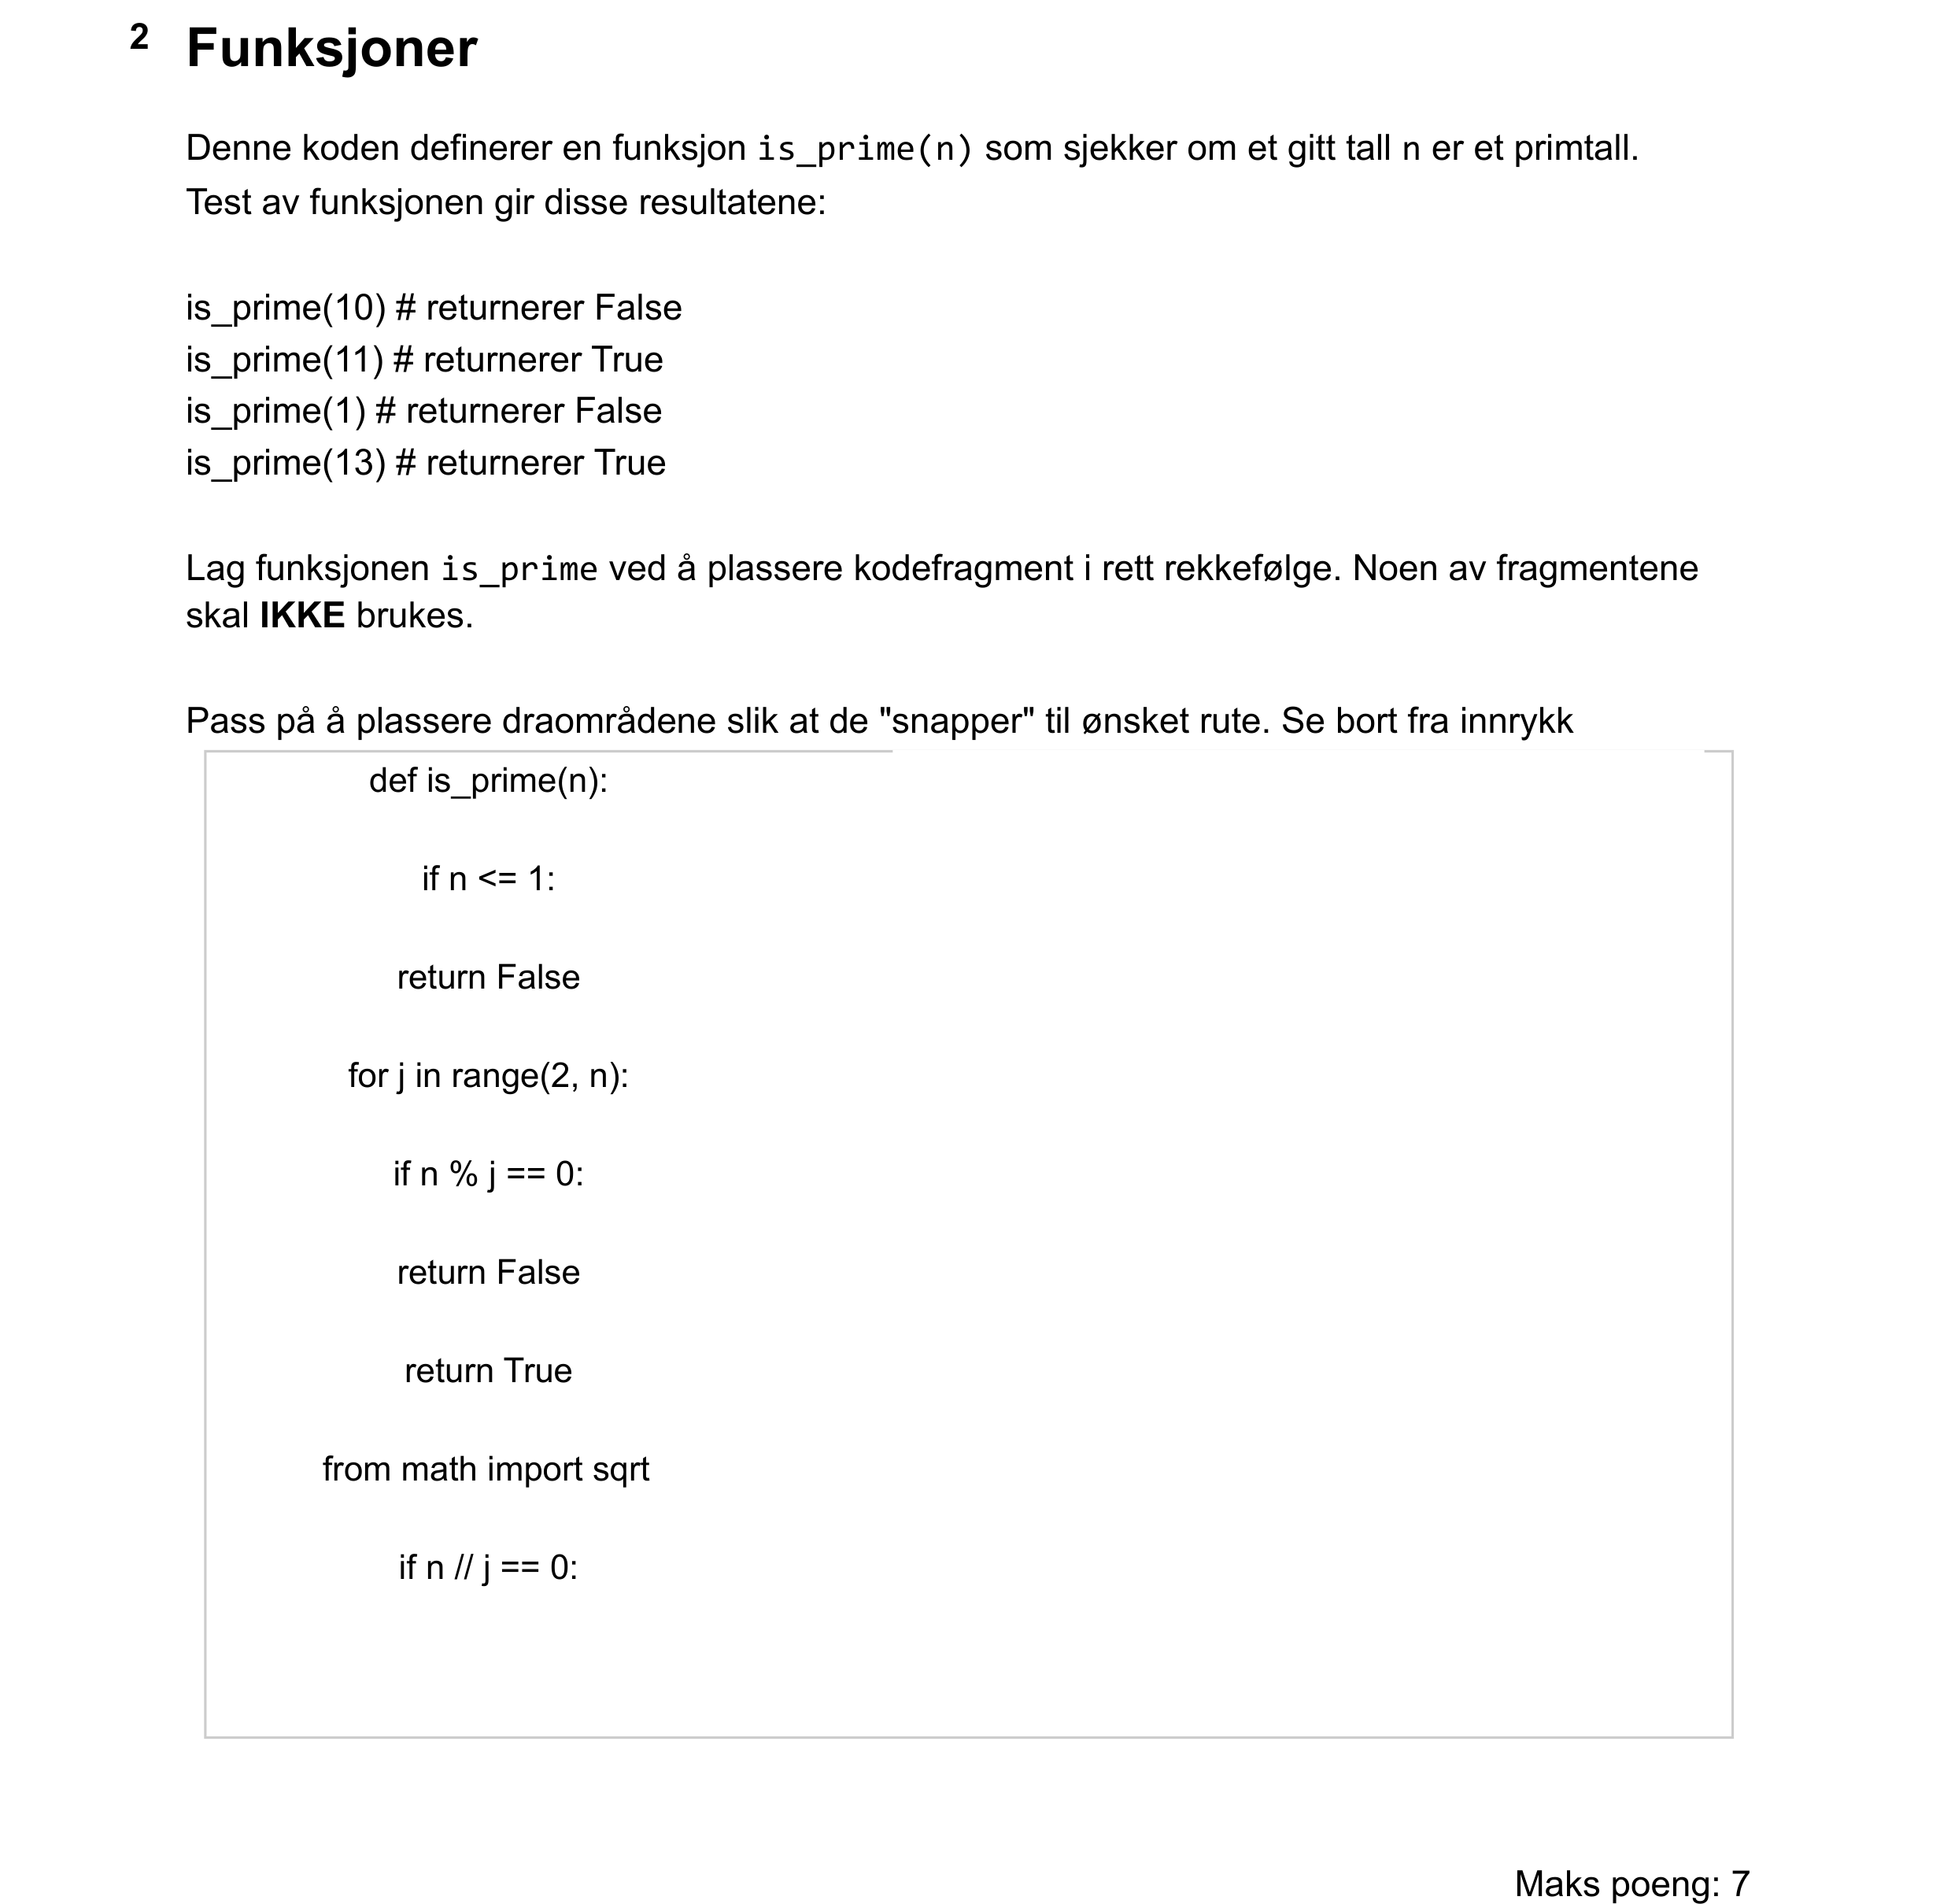 2 Funksjoner
Denne koden definerer en funksjon is_prime(n) som sjekker om et gitt tall n er et primtall.
Test av funksjonen gir disse resultatene:
is_prime(10) # returnerer False
is_prime(11) # returnerer True
is_prime(1) # returnerer False
is_prime(13) # returnerer True
Lag funksjonen is_prime ved å plassere kodefragment i rett rekkefølge. Noen av fragmentene
skal IKKE brukes.
Pass på å plassere draområdene slik at de "snapper" til ønsket rute. Se bort fra innrykk
def is_prime(n):
if n <= 1:
return False
for j in range(2, n):
if n % j == 0:
return False
return True
from math import sqrt
if n // j == 0:
Maks poeng: 7